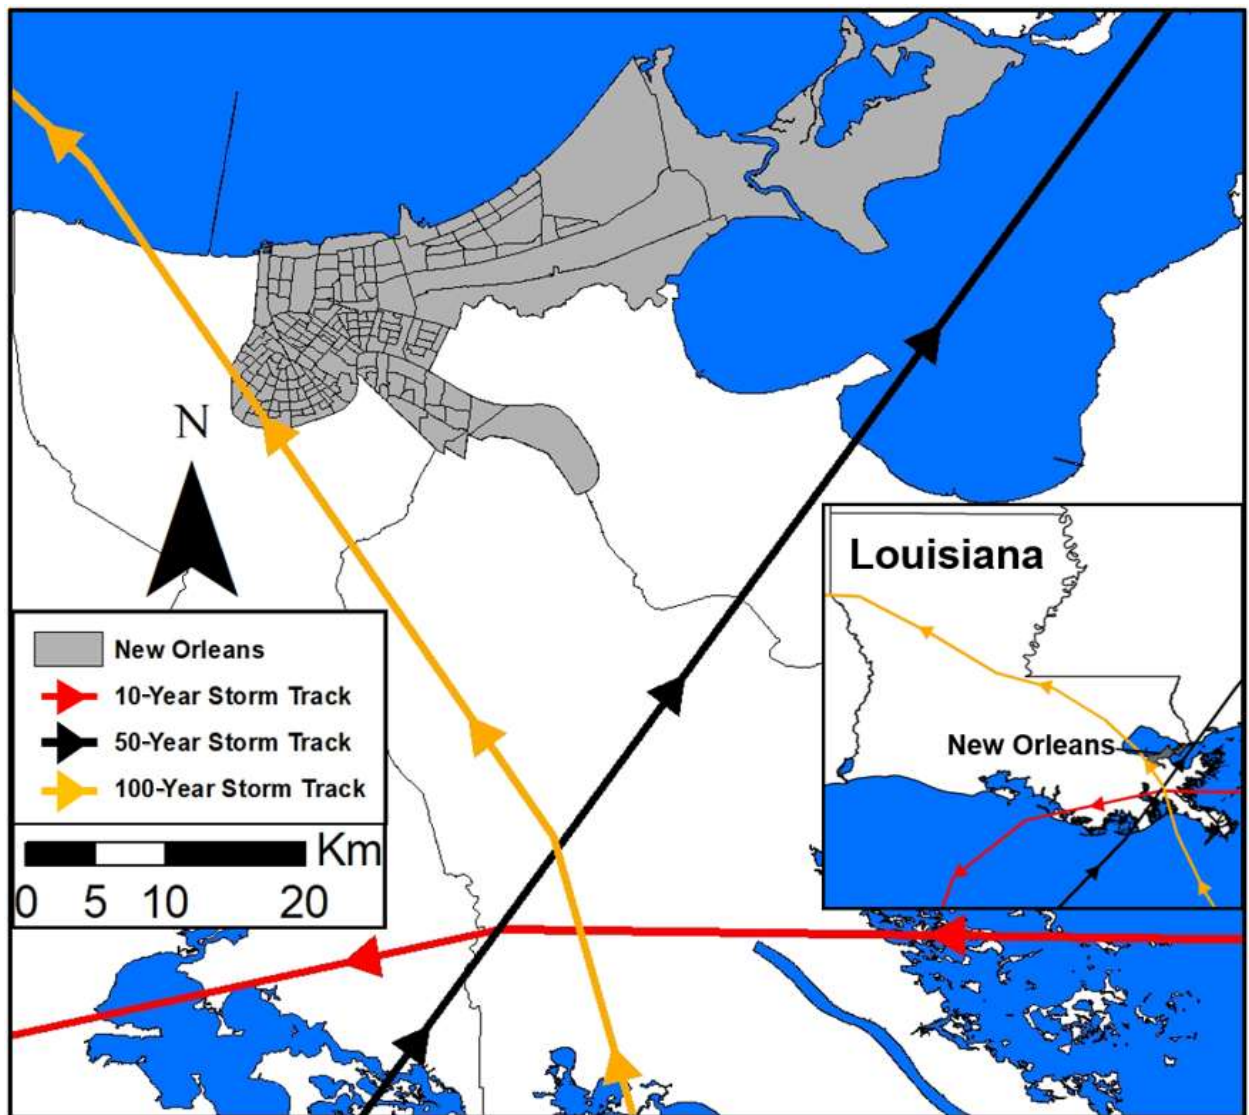 N
New Orleans
10-Year Storm Track
50-Year Storm Track
100-Year Storm Track
Km
0 5 10 20
Louisiana
New Orleans